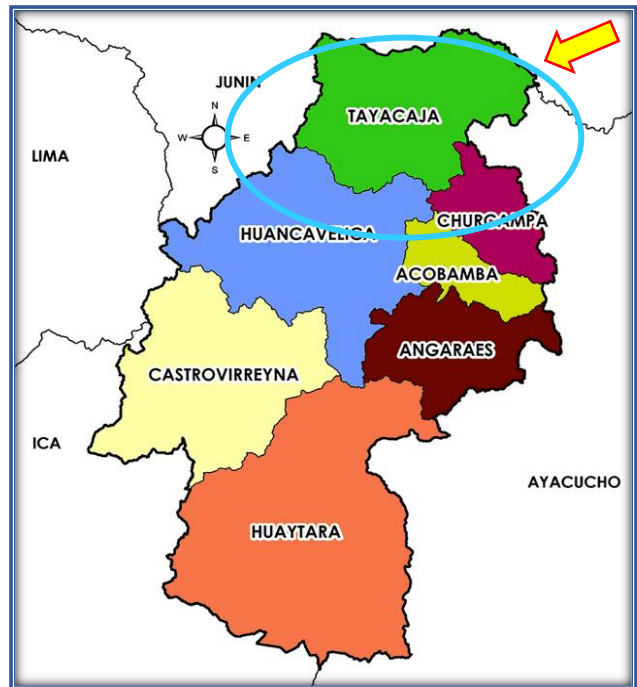 JUNIN
N
W E
S
TAYACAJA
LIMA
CHURCAMPA
HUANCAVELICA
ACOBAMBA
ANGARAES
CASTROVIRREYNA
ICA
AYACUCHO
HUAYTARA